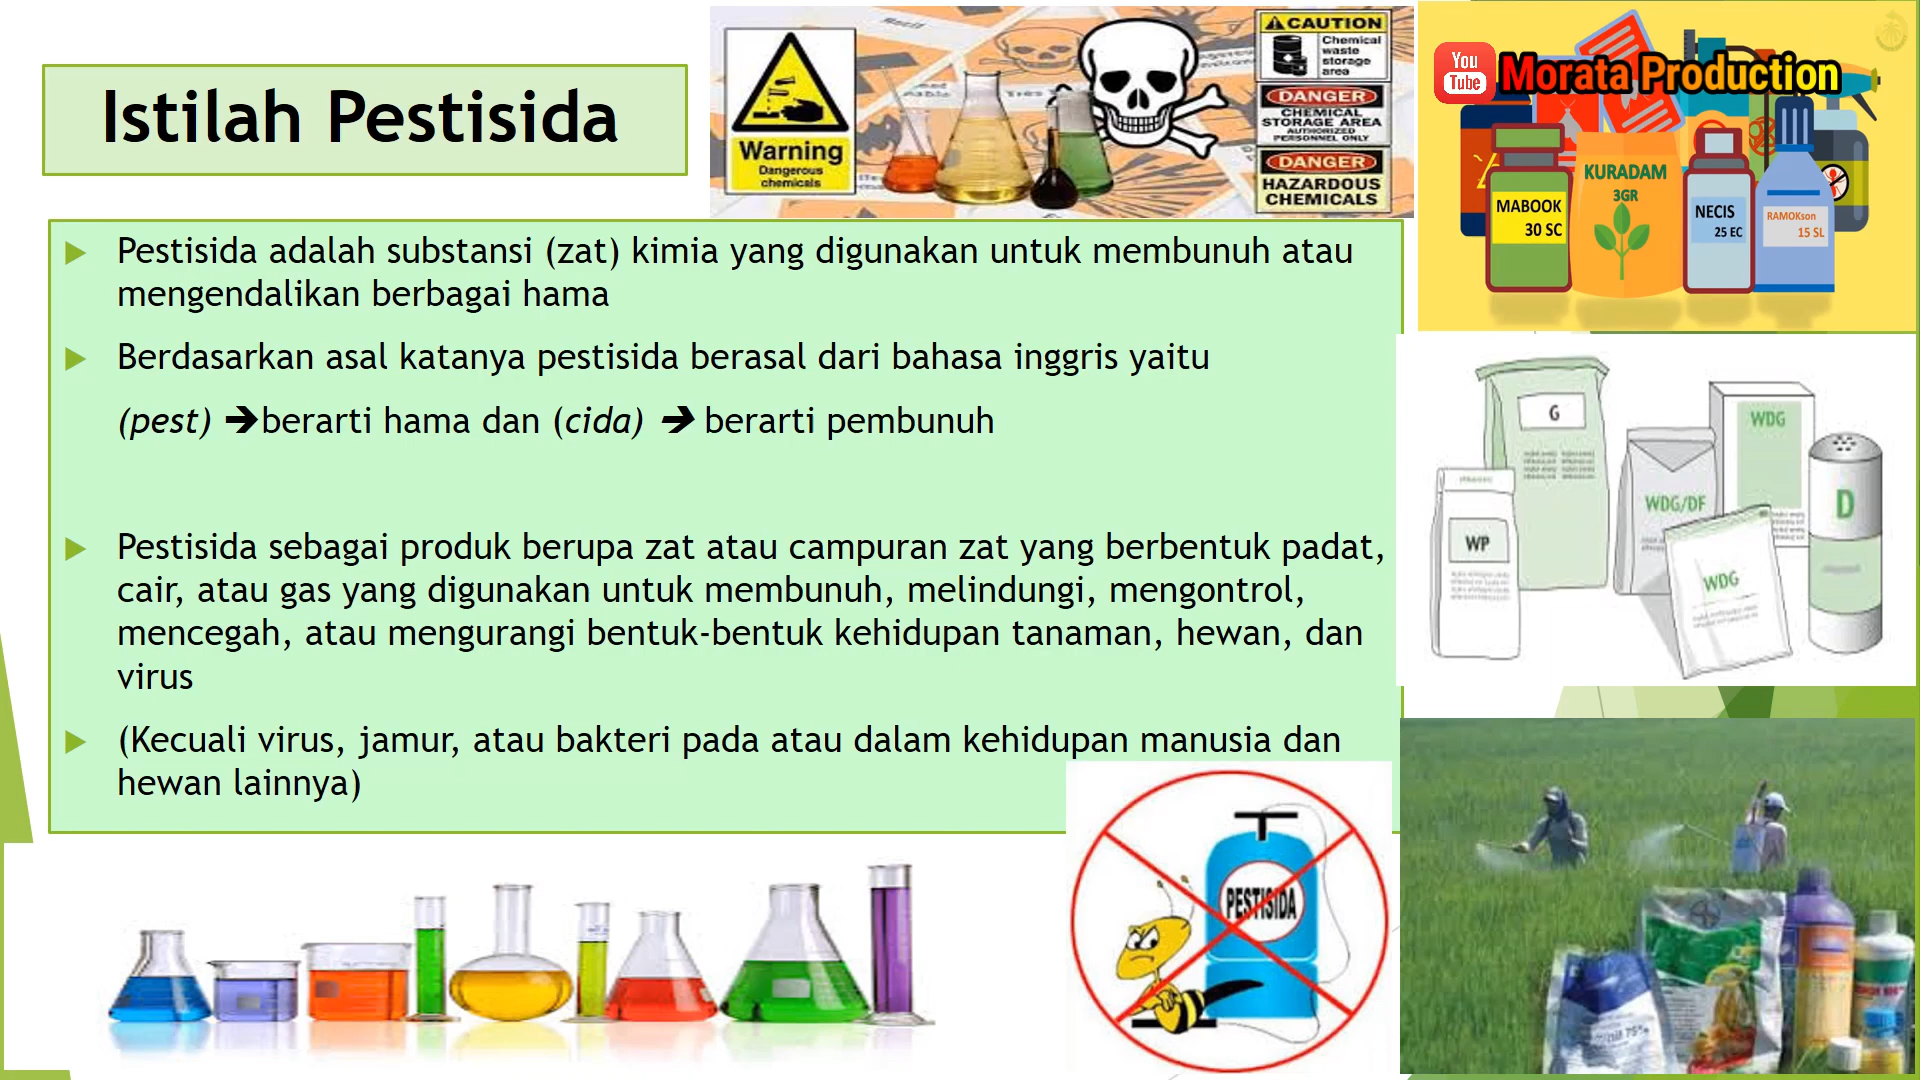 Istilah Pestisida
Pestisida adalah substansi (zat) kimia yang digunakan untuk membunuh atau
mengendalikan berbagai hama
Berdasarkan asal katanya pestisida berasal dari bahasa inggris yaitu
(pest) ➔berarti hama dan (cida) ➔ berarti pembunuh
Pestisida sebagai produk berupa zat atau campuran zat yang berbentuk padat,
cair, atau gas yang digunakan untuk membunuh, melindungi, mengontrol,
mencegah, atau mengurangi bentuk-bentuk kehidupan tanaman, hewan, dan
virus
(Kecuali virus, jamur, atau bakteri pada atau dalam kehidupan manusia dan
hewan lainnya)
Warning
Dangerous
chemicals
CAUTION
Chemical
waste
storage
area
DANGER
CHEMICAL
STORAGE AREA
AUTHORIZED
PERSONNEL ONLY
DANGER
HAZARDOUS
CHEMICALS
You
Tube
Morata Production
MABOOK
30 SC
KURADAM
3GR
NECIS
25 EC
RAMOKson
15 SL
G
WDG
WDG/DF
D
WP
WDG
PESTISIDA